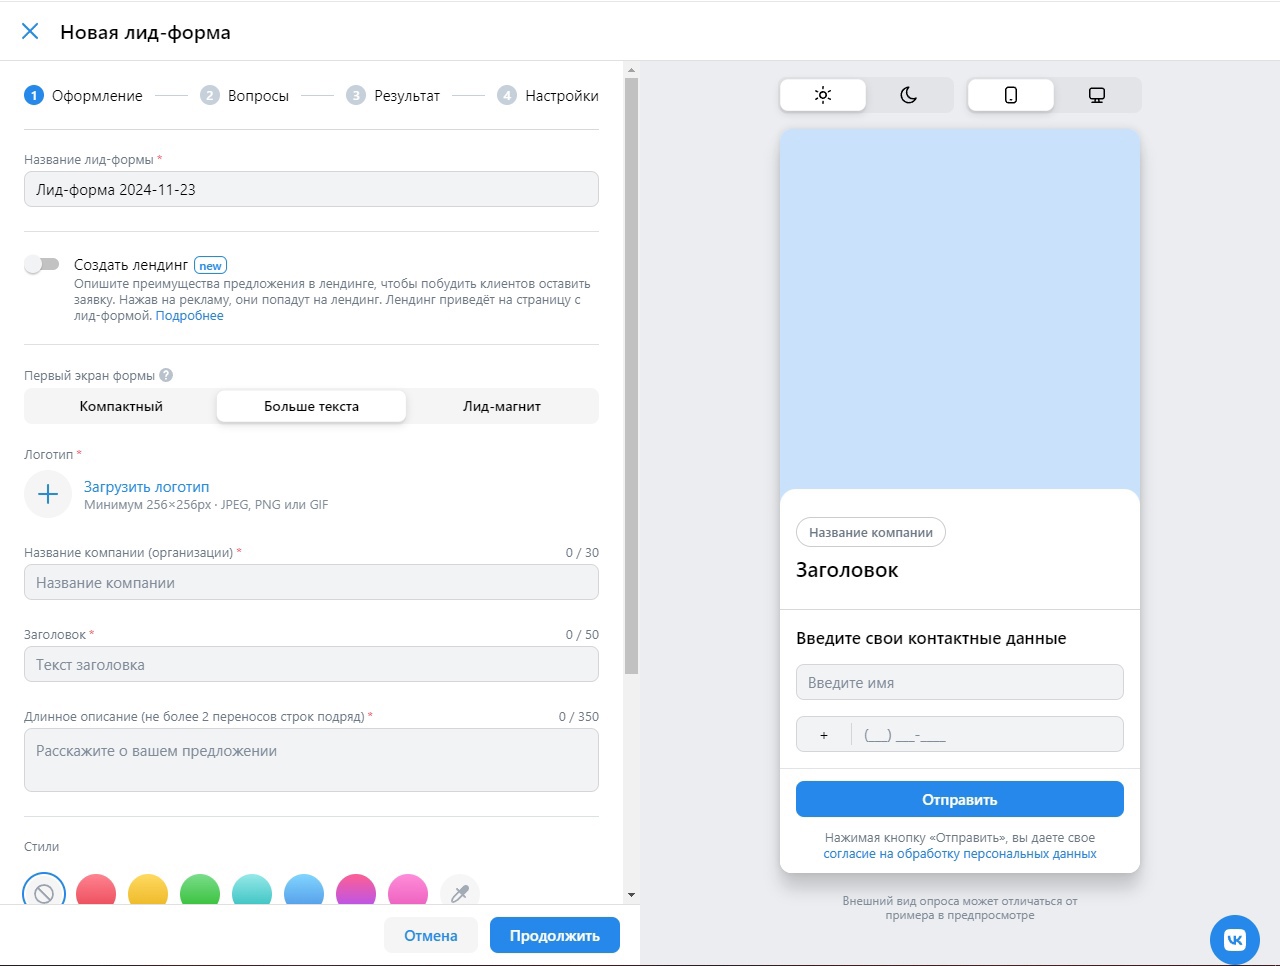 Новая лид-форма
1 Оформление 2 Вопросы 3 Результат 4 Настройки
Название лид-формы *
Лид-форма 2024-11-23
Создать лендинг new
Опишите преимущества предложения в лендинге, чтобы побудить клиентов оставить
заявку. Нажав на рекламу, они попадут на лендинг. Лендинг приведёт на страницу с
лид-формой. Подробнее
Первый экран формы ?
Компактный Больше текста Лид-магнит
Логотип *
Загрузить логотип
Минимум 256×256px · JPEG, PNG или GIF
Название компании (организации) * 0 / 30
Название компании
Заголовок * 0 / 50
Текст заголовка
Длинное описание (не более 2 переносов строк подряд) * 0 / 350
Расскажите о вашем предложении
Стили
Отмена Продолжить
Название компании
Заголовок
Введите свои контактные данные
Введите имя
+ (__) ___-____
Отправить
Нажимая кнопку «Отправить», вы даете свое
согласие на обработку персональных данных
Внешний вид опроса может отличаться от
примера в предпросмотре